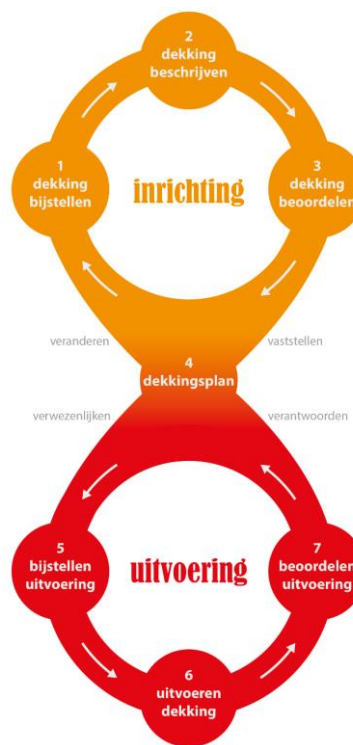 2
dekking
beschrijven
1
dekking
bijstellen
inrichting
3
dekking
beoordelen
veranderen
vaststellen
4
dekkingsplan
verwezenlijken
verantwoorden
5
bijstellen
uitvoering
uitvoering
7
beoordelen
uitvoering
6
uitvoeren
dekking